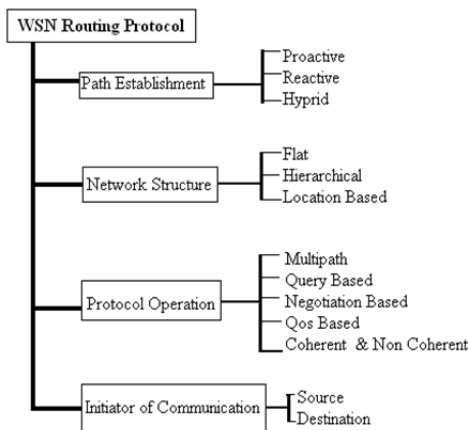 WSN Routing Protocol
Path Establishment
Proactive
Reactive
Hyprid
Network Structure
Flat
Hierarchical
Location Based
Protocol Operation
Multipath
Query Based
Negotiation Based
Qos Based
Coherent & Non Coherent
Initiator of Communication
Source
Destination